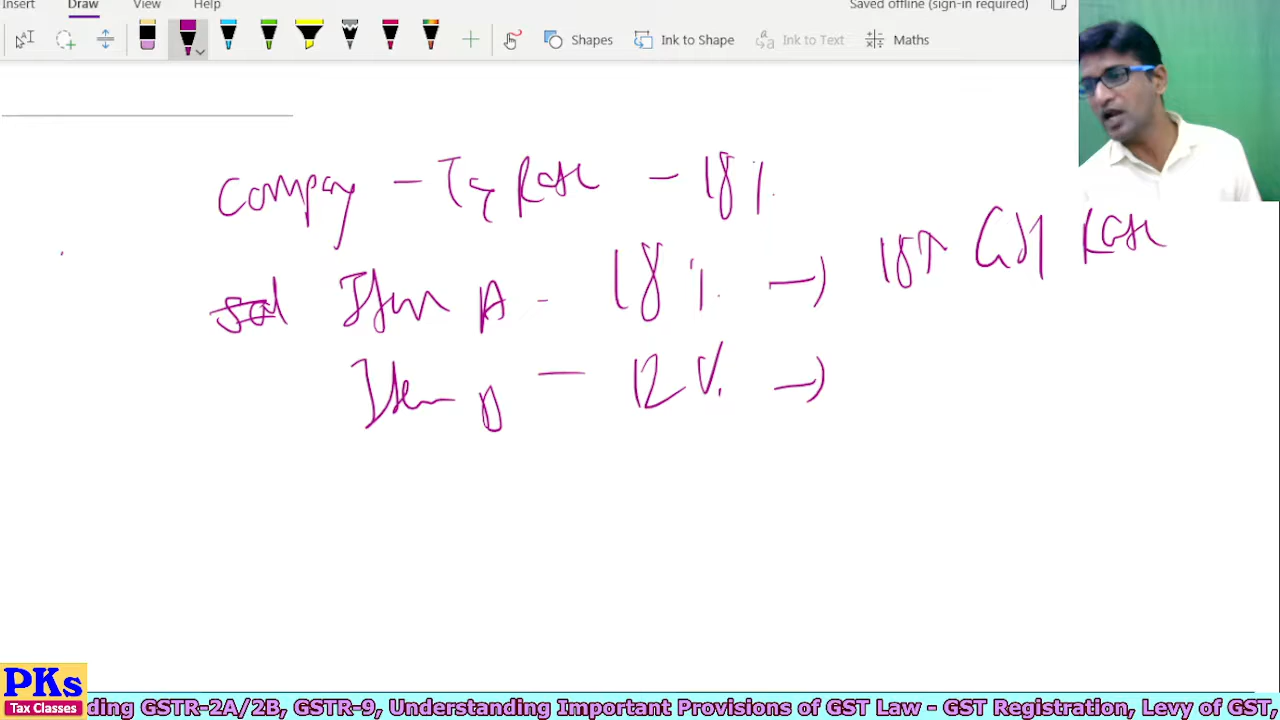 Insert Draw View Help Saved offline (sign-in required)
Shapes Ink to Shape Ink to Text Maths
Company - Tax Rate - 18%
Item A - 18% → 18% GST Rate
Item B - 12% →
PKs
Tax Classes
ding GSTR-2A/2B, GSTR-9, Understanding Important Provisions of GST Law - GST Registration, Levy of GST,